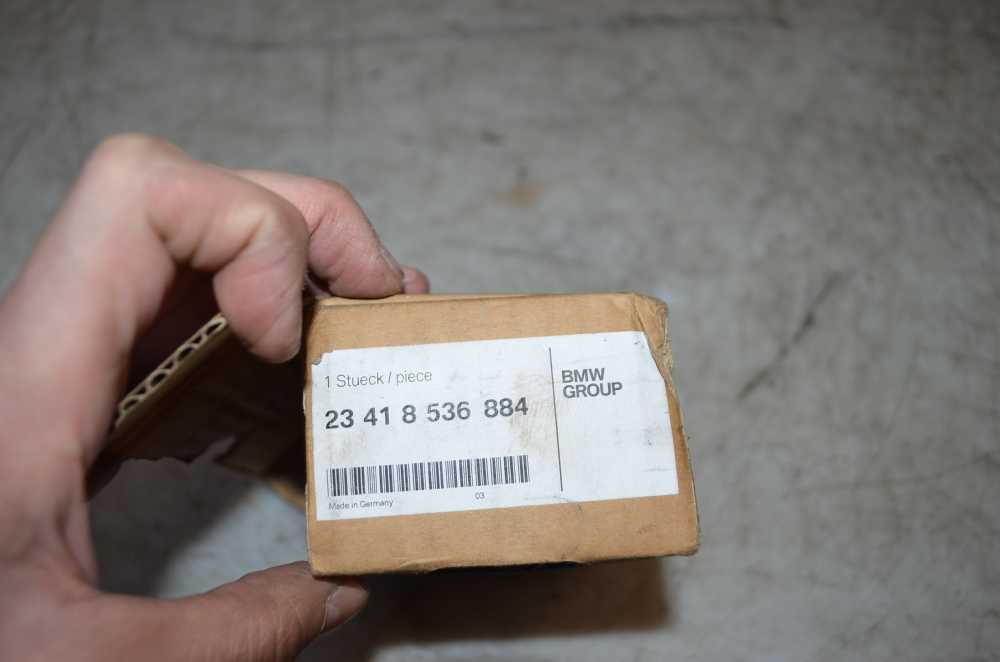 1 Stueck / piece
23 41 8 536 884
Made in Germany
03
BMW
GROUP